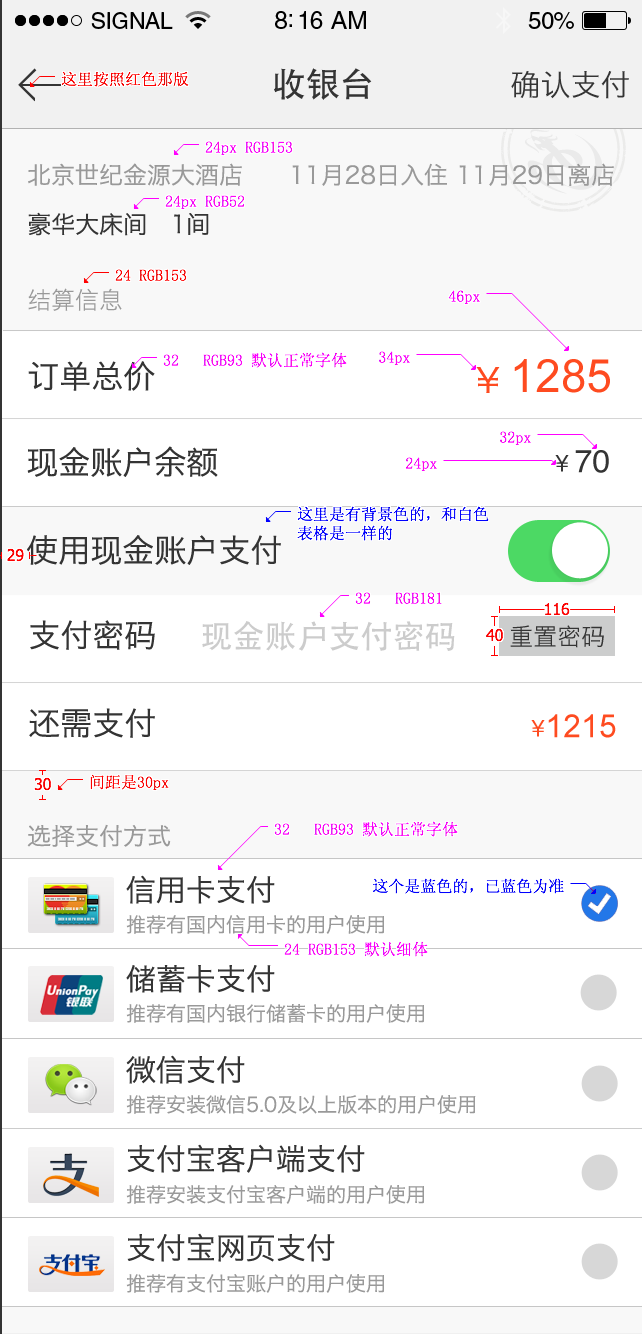 SIGNAL 8:16 AM 50%
这里按照红色那版
收银台 确认支付
24px RGB153
北京世纪金源大酒店 11月28日入住 11月29日离店
24px RGB52
豪华大床间 1间
24 RGB153
结算信息
46px
32 RGB93 默认正常字体 34px
订单总价 ¥ 1285
32px
现金账户余额 24px ¥ 70
这里是有背景色的，和白色
表格是一样的
29 使用现金账户支付
32 RGB181
116
支付密码 现金账户支付密码 40 重置密码
还需支付 ¥1215
30 间距是30px
32 RGB93 默认正常字体
选择支付方式
信用卡支付 这个是蓝色的，已蓝色为准
推荐有国内信用卡的用户使用
24 RGB153 默认细体
UnionPay
银联
储蓄卡支付
推荐有国内银行储蓄卡的用户使用
微信支付
推荐安装微信5.0及以上版本的用户使用
支 支付宝客户端支付
推荐安装支付宝客户端的用户使用
支付宝 支付宝网页支付
推荐有支付宝账户的用户使用